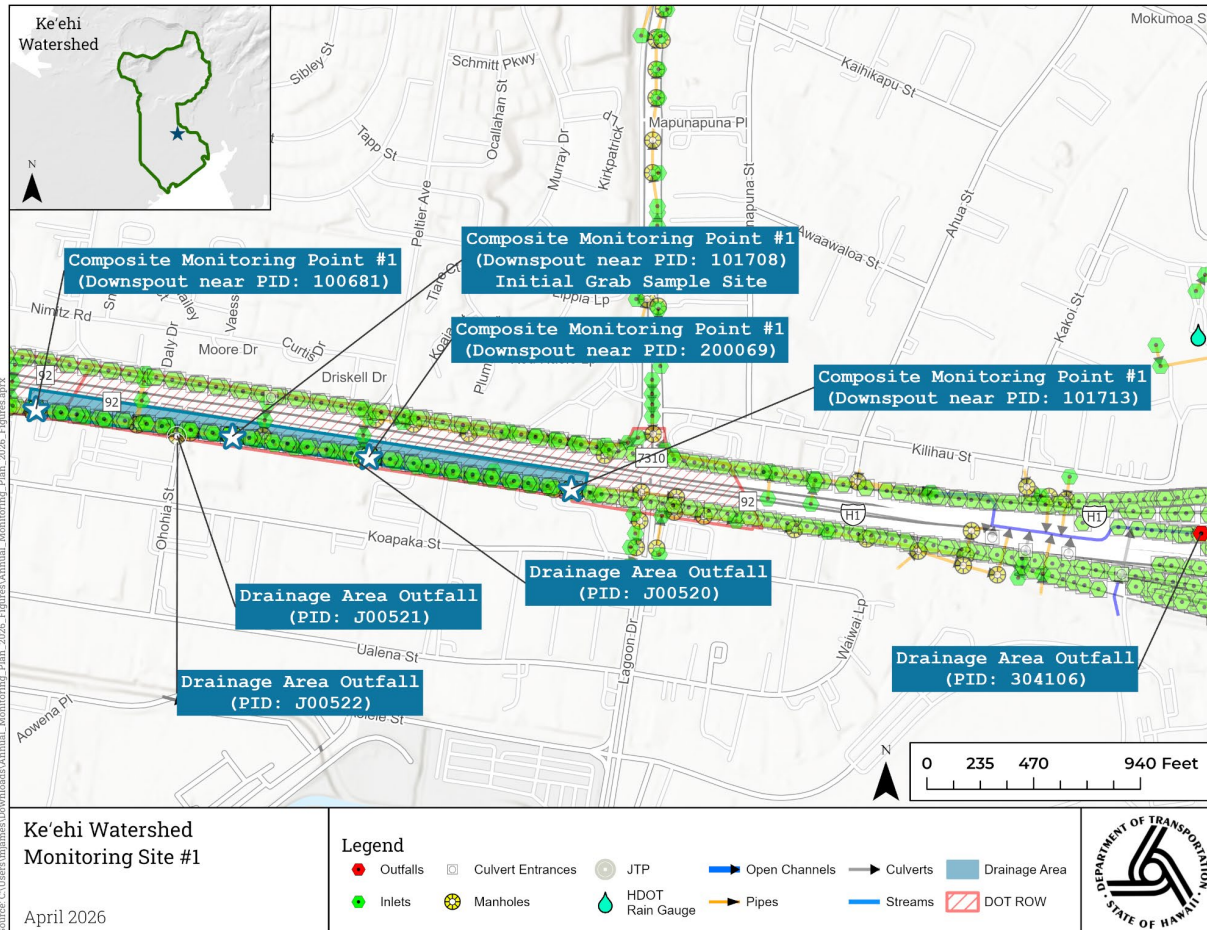 Keʻehi
Watershed
N
Mokumoa S
Sibley St
Schmitt Pkwy
Kaihikapu St
Ocallahan St
Tapp St
Murray Dr
Kirkpatrick
Mapunapuna Pl
Peltier Ave
Ahua St
Awaawaloa St
Composite Monitoring Point #1
(Downspout near PID: 100681)
Composite Monitoring Point #1
(Downspout near PID: 101708)
Initial Grab Sample Site
Tiare Ct
Kakoi St
Nimitz Rd
Daly Dr
Moore Dr
Curtis Dr
Driskell Dr
Composite Monitoring Point #1
(Downspout near PID: 200069)
Composite Monitoring Point #1
(Downspout near PID: 101713)
92
92
7310
Kilihau St
92
H1
H1
Ohohia St
Koapaka St
Drainage Area Outfall
(PID: J00520)
Drainage Area Outfall
(PID: J00521)
Lagoon Dr
Waiwai Lp
Ualena St
Drainage Area Outfall
(PID: 304106)
Drainage Area Outfall
(PID: J00522)
Aowena Pl
N
0 235 470 940 Feet
Keʻehi Watershed
Monitoring Site #1
April 2026
Legend
Outfalls
Culvert Entrances
JTP
Open Channels
Culverts
Drainage Area
Inlets
Manholes
HDOT
Rain Gauge
Pipes
Streams
DOT ROW
DEPARTMENT OF TRANSPORTATION
STATE OF HAWAII